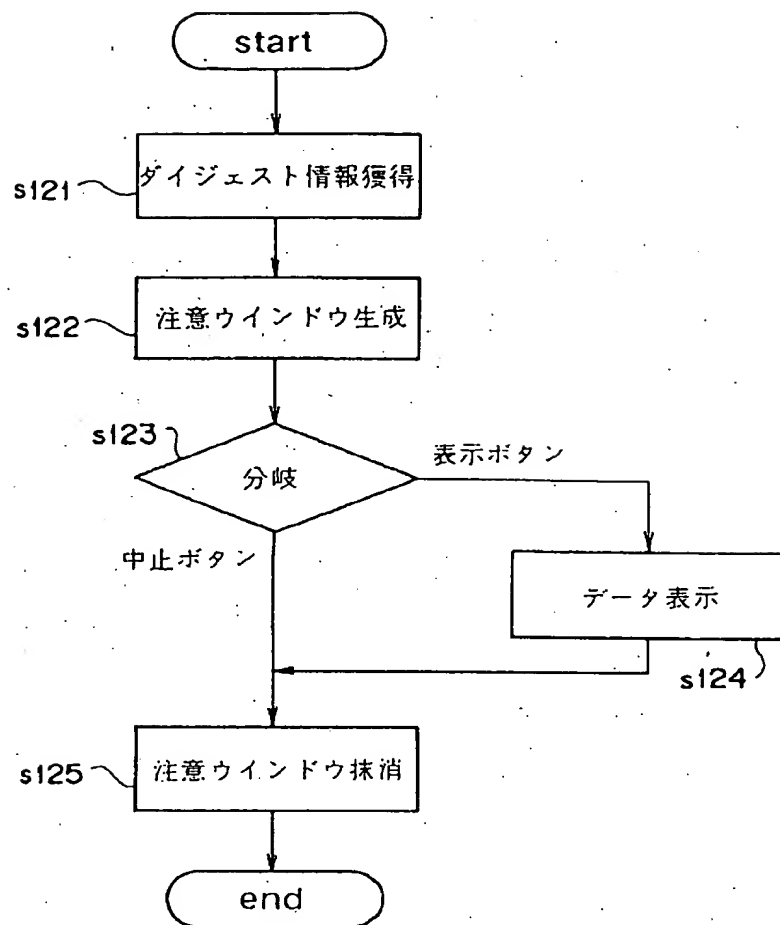 start
s121
ダイジェスト情報獲得
s122
注意ウインドウ生成
s123
分岐
表示ボタン
中止ボタン
データ表示
s124
s125
注意ウインドウ抹消
end